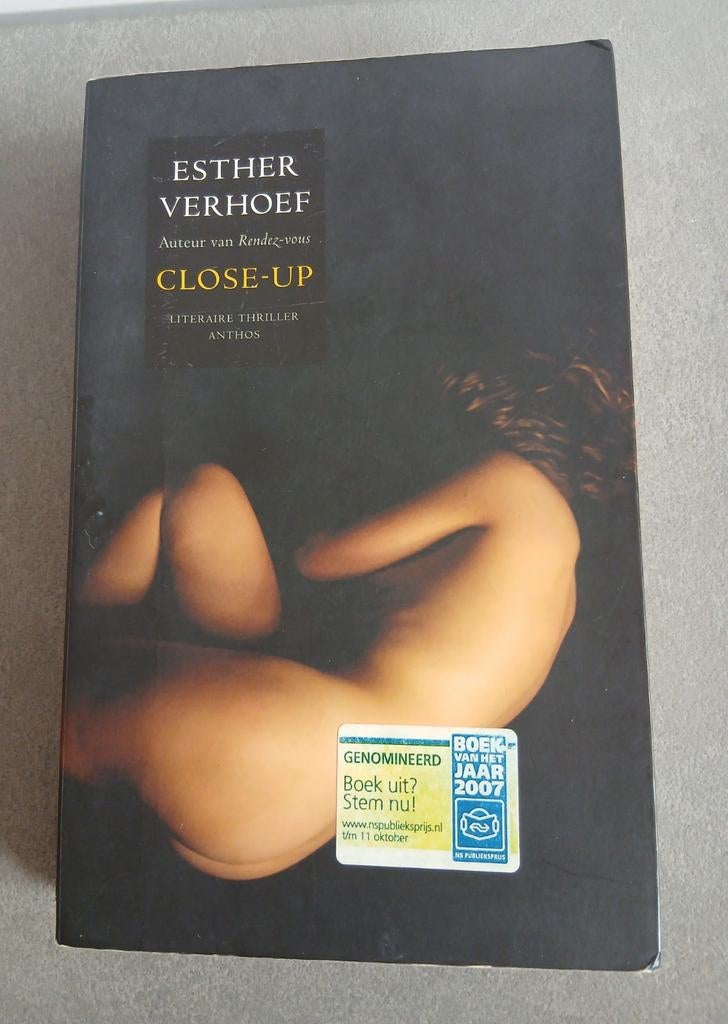 ESTHER
VERHOEF
Auteur van Rendez-vous
CLOSE-UP
LITERAIRE THRILLER
ANTHOS
GENOMINEERD
Boek uit?
Stem nu!
www.nspublieksprijs.nl
t/m 11 oktober
BOEK
VAN HET
JAAR
2007
NS PUBLIEKSPRIJS